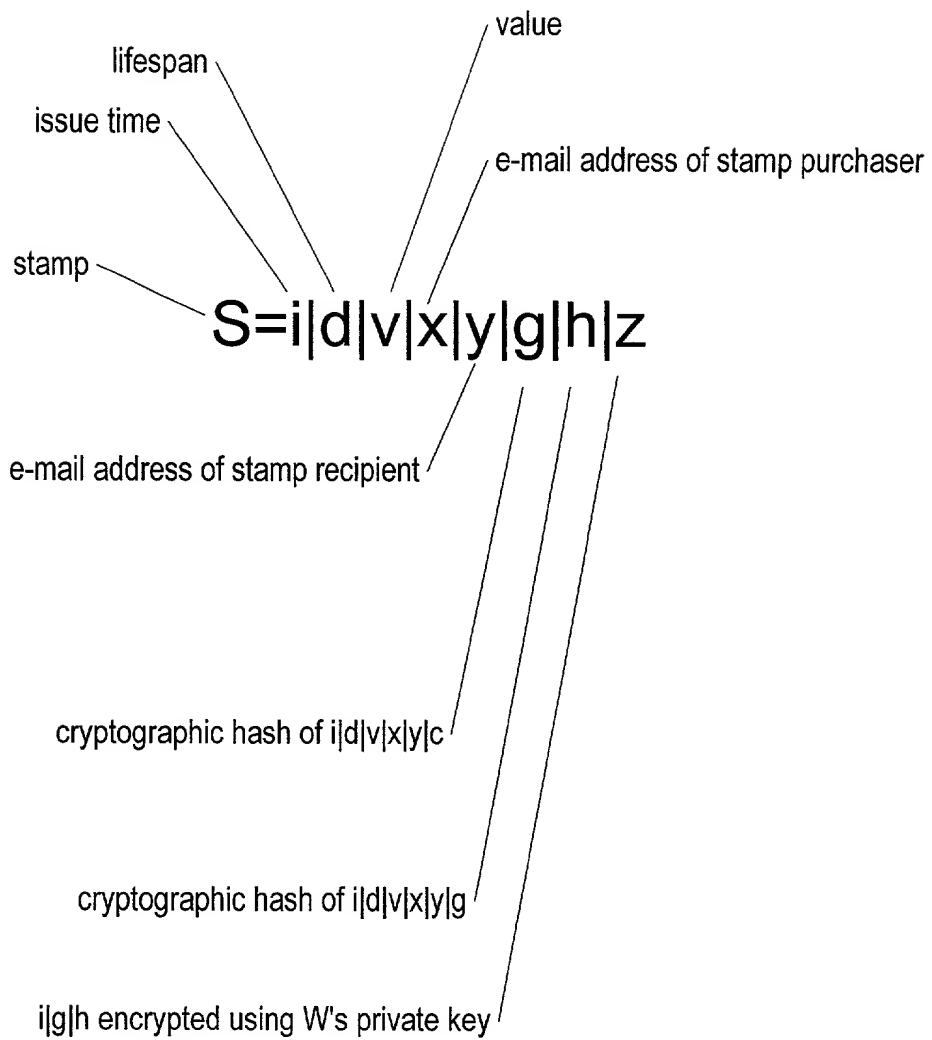 value
lifespan
issue time
e-mail address of stamp purchaser
stamp
S=i|d|v|x|y|g|h|z
e-mail address of stamp recipient
cryptographic hash of i|d|v|x|y|c
cryptographic hash of i|d|v|x|y|g
i|g|h encrypted using W's private key